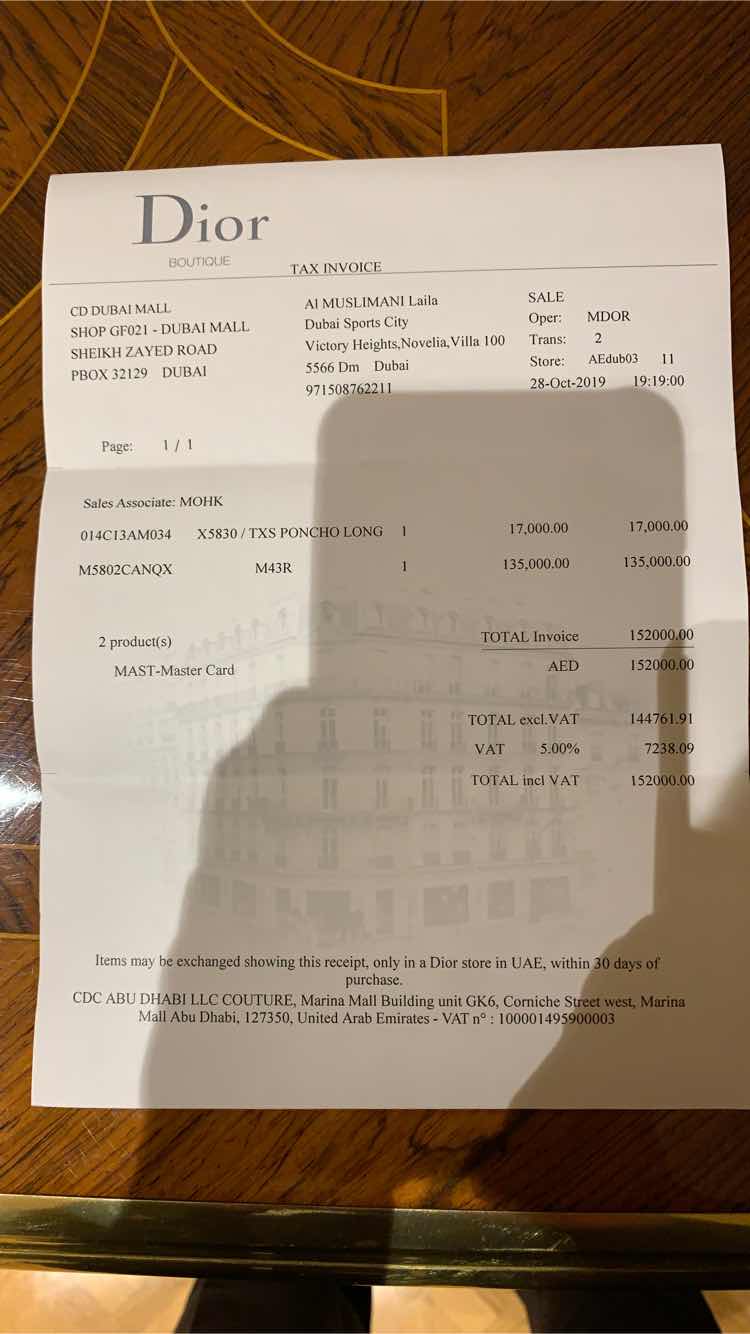 Dior
BOUTIQUE
TAX INVOICE
CD DUBAI MALL
SHOP GF021 - DUBAI MALL
SHEIKH ZAYED ROAD
PBOX 32129 DUBAI
Al MUSLIMANI Laila
Dubai Sports City
Victory Heights,Novelia,Villa 100
5566 Dm Dubai
971508762211
SALE
Oper: MDOR
Trans: 2
Store: AEdub03 11
28-Oct-2019 19:19:00
Page: 1 / 1
Sales Associate: MOHK
014C13AM034 X5830 / TXS PONCHO LONG 1 17,000.00 17,000.00
M5802CANQX M43R 1 135,000.00 135,000.00
2 product(s) TOTAL Invoice 152000.00
MAST-Master Card AED 152000.00
TOTAL excl.VAT 144761.91
VAT 5.00% 7238.09
TOTAL incl VAT 152000.00
Items may be exchanged showing this receipt, only in a Dior store in UAE, within 30 days of
purchase.
CDC ABU DHABI LLC COUTURE, Marina Mall Building unit GK6, Corniche Street west, Marina
Mall Abu Dhabi, 127350, United Arab Emirates - VAT n° : 100001495900003